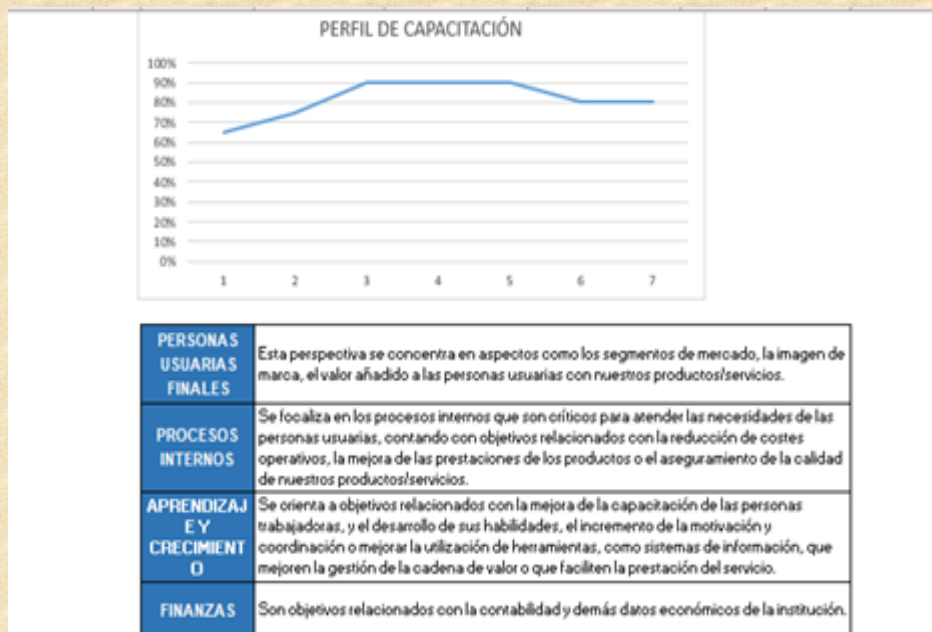 PERFIL DE CAPACITACIÓN
100%
90%
80%
70%
60%
50%
40%
30%
20%
10%
0%
1 2 3 4 5 6 7
PERSONAS
USUARIAS
FINALES
Esta perspectiva se concentra en aspectos como los segmentos de mercado, la imagen de
marca, el valor añadido a las personas usuarias con nuestros productos/servicios.
PROCESOS
INTERNOS
Se focaliza en los procesos internos que son críticos para atender las necesidades de las
personas usuarias, contando con objetivos relacionados con la reducción de costes
operativos, la mejora de las prestaciones de los productos o el aseguramiento de la calidad
de nuestros productos/servicios.
APRENDIZAJ
E Y
CRECIMIENT
O
Se orienta a objetivos relacionados con la mejora de la capacitación de las personas
trabajadoras, y el desarrollo de sus habilidades, el incremento de la motivación y
coordinación o mejorar la utilización de herramientas, como sistemas de información, que
mejoren la gestión de la cadena de valor o que faciliten la prestación del servicio.
FINANZAS
Son objetivos relacionados con la contabilidad y demás datos económicos de la institución.